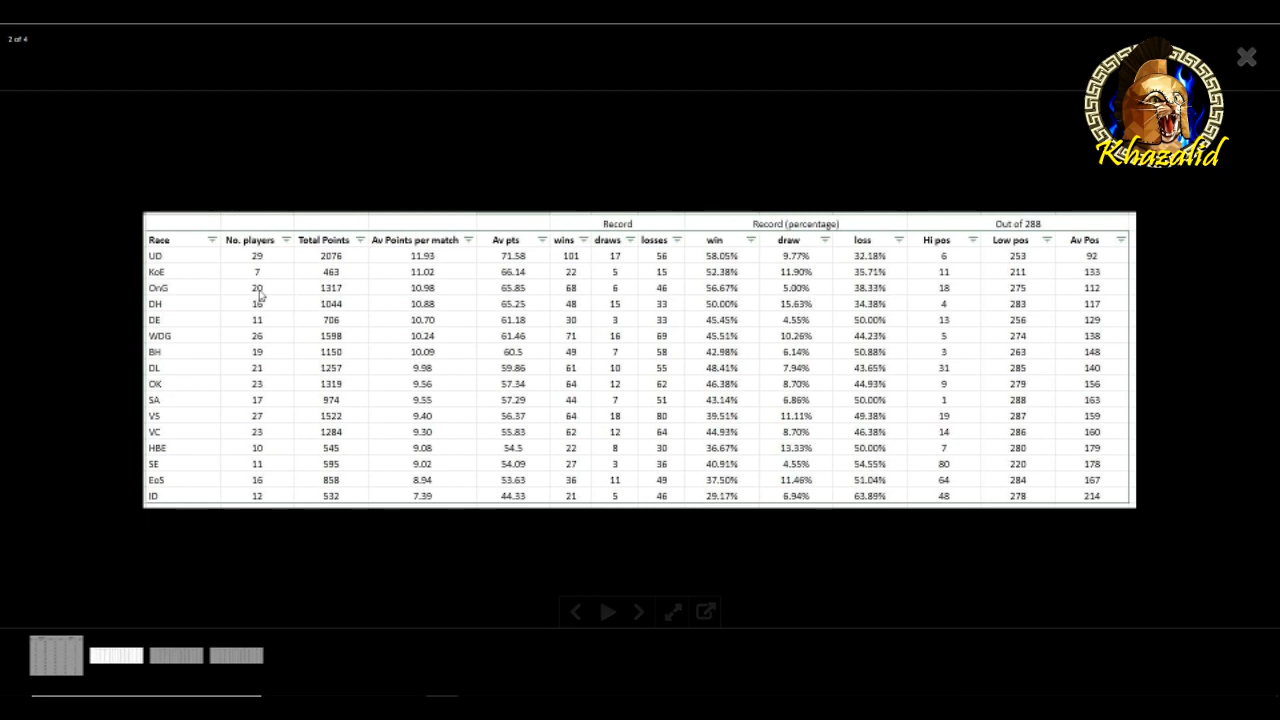 2 of 4
Khazalid
Record Record (percentage) Out of 288
Race No. players Total Points Av Points per match Av pts wins draws losses win draw loss Hi pos Low pos Av Pos
UD 29 2076 11.93 71.58 101 17 56 58.05% 9.77% 32.18% 6 253 92
KoE 7 463 11.02 66.14 22 5 15 52.38% 11.90% 35.71% 11 211 133
OnG 20 1317 10.98 65.85 68 6 46 56.67% 5.00% 38.33% 18 275 112
DH 16 1044 10.88 65.25 48 15 33 50.00% 15.63% 34.38% 4 283 117
DE 11 706 10.70 61.18 30 3 33 45.45% 4.55% 50.00% 13 256 129
WDG 26 1598 10.24 61.46 71 16 69 45.51% 10.26% 44.23% 5 274 138
BH 19 1150 10.09 60.5 49 7 58 42.98% 6.14% 50.88% 3 263 148
DL 21 1257 9.98 59.86 61 10 55 48.41% 7.94% 43.65% 31 285 140
OK 23 1319 9.56 57.34 64 12 62 46.38% 8.70% 44.93% 9 279 156
SA 17 974 9.55 57.29 44 7 51 43.14% 6.86% 50.00% 1 288 163
VS 27 1522 9.40 56.37 64 18 80 39.51% 11.11% 49.38% 19 287 159
VC 23 1284 9.30 55.83 62 12 64 44.93% 8.70% 46.38% 14 286 160
HBE 10 545 9.08 54.5 22 8 30 36.67% 13.33% 50.00% 7 280 179
SE 11 595 9.02 54.09 27 3 36 40.91% 4.55% 54.55% 80 220 178
EoS 16 858 8.94 53.63 36 11 49 37.50% 11.46% 51.04% 64 284 167
ID 12 532 7.39 44.33 21 5 46 29.17% 6.94% 63.89% 48 278 214